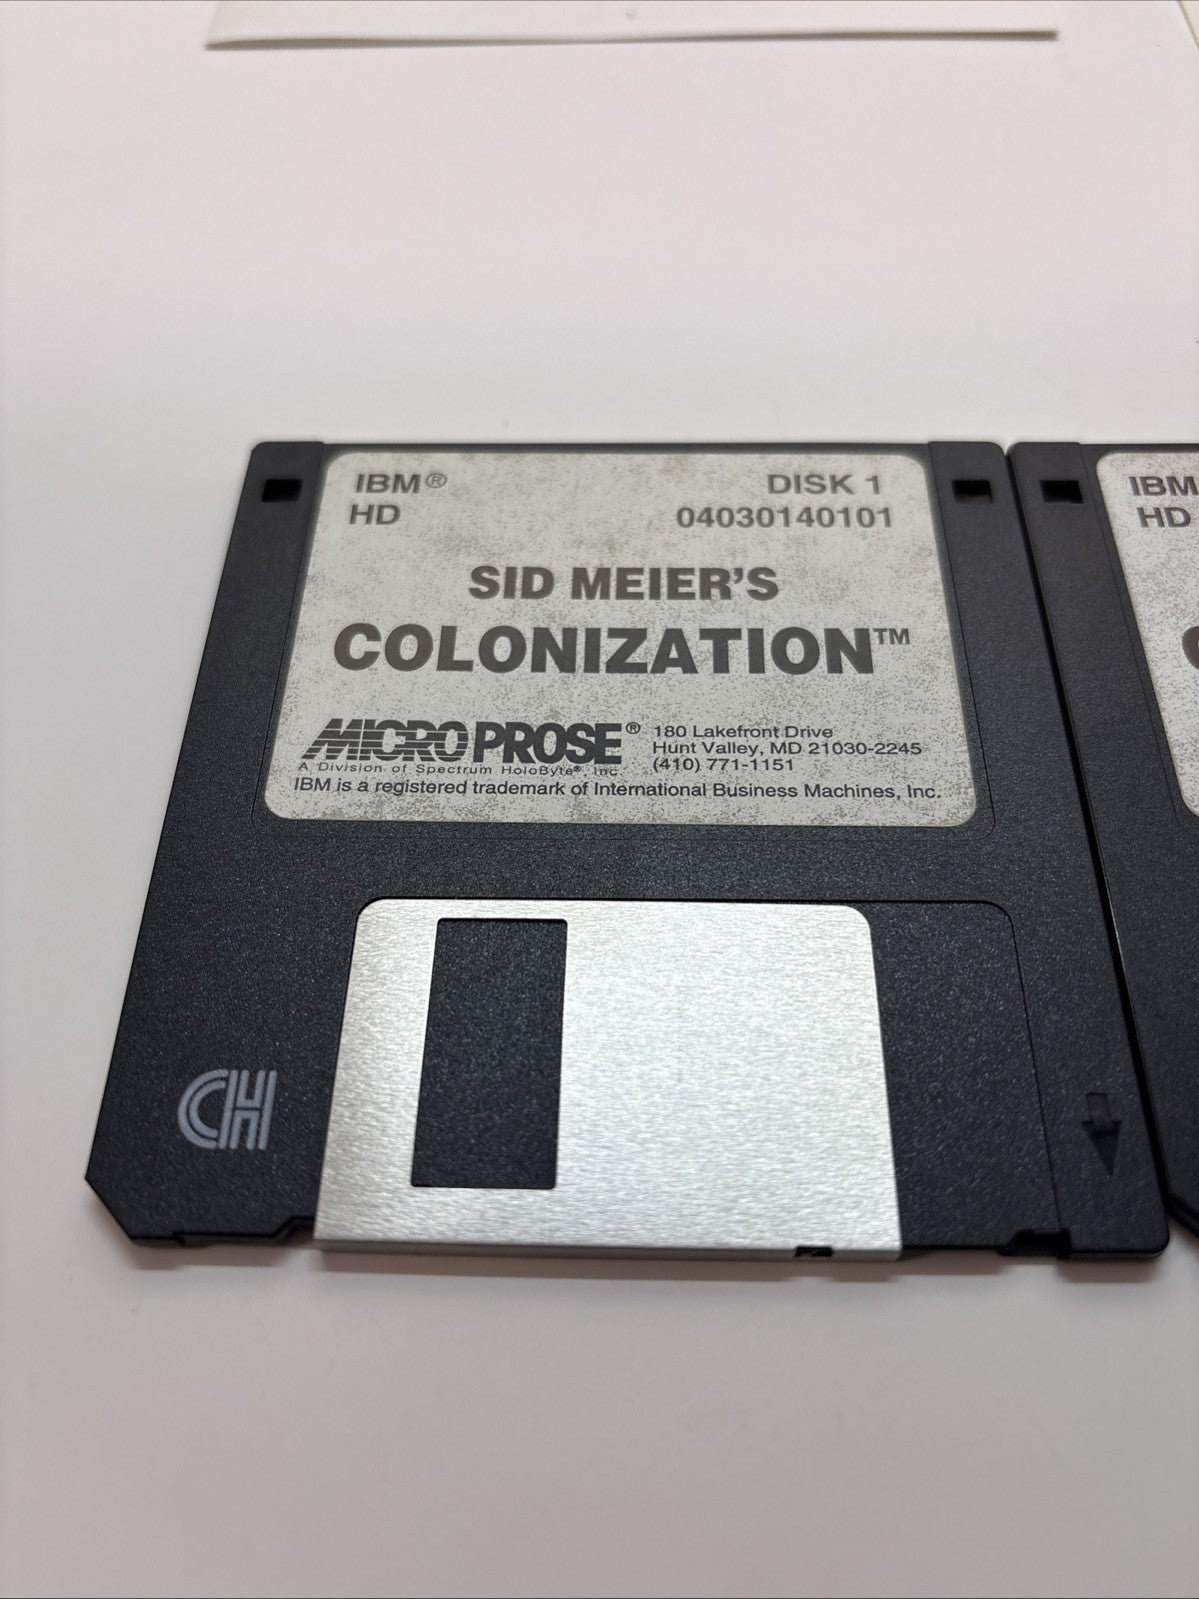 IBM® DISK 1
HD 04030140101
SID MEIER'S
COLONIZATION™
MICROPROSE® 180 Lakefront Drive
Hunt Valley, MD 21030-2245
A Division of Spectrum HoloByte®, Inc. (410) 771-1151
IBM is a registered trademark of International Business Machines, Inc.
CH
IBM
HD